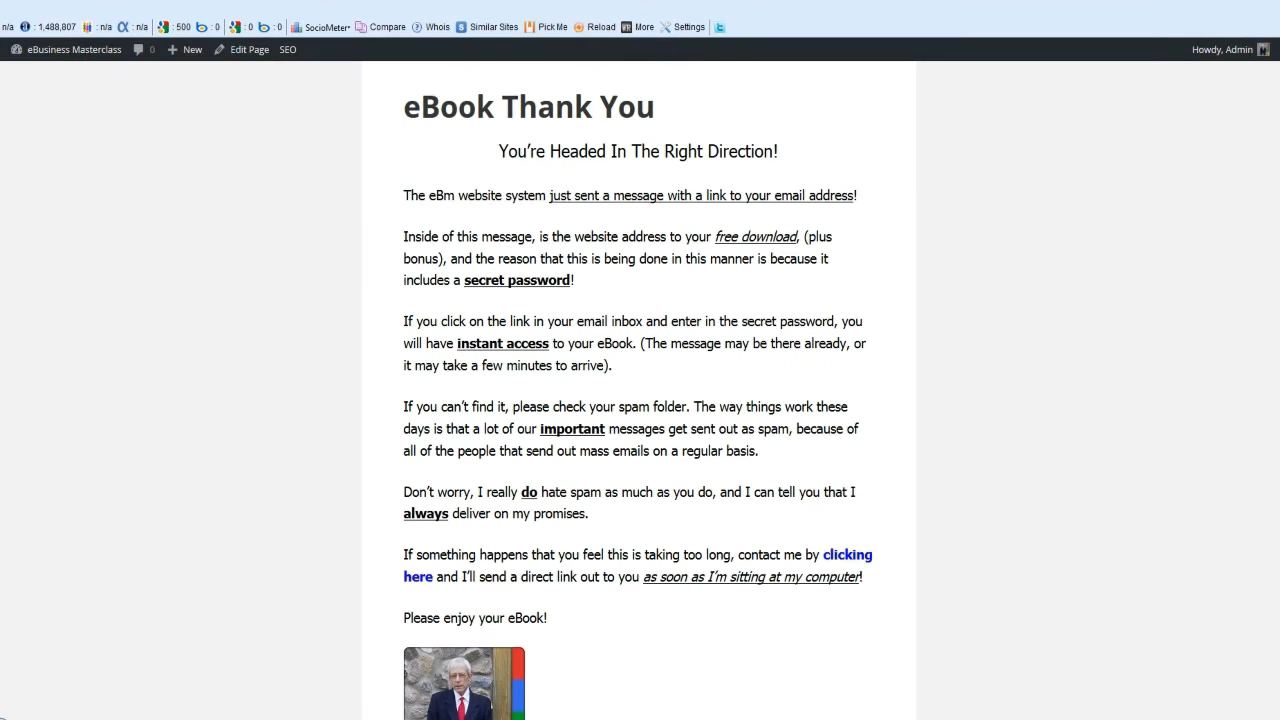 n/a : 1,488,807 : n/a : n/a : 500 : 0 : 0 : 0 SocioMeter Compare Whois Similar Sites Pick Me Reload More Settings
eBusiness Masterclass 0 New Edit Page SEO Howdy, Admin
eBook Thank You
You're Headed In The Right Direction!
The eBm website system just sent a message with a link to your email address!
Inside of this message, is the website address to your free download, (plus
bonus), and the reason that this is being done in this manner is because it
includes a secret password!
If you click on the link in your email inbox and enter in the secret password, you
will have instant access to your eBook. (The message may be there already, or
it may take a few minutes to arrive).
If you can't find it, please check your spam folder. The way things work these
days is that a lot of our important messages get sent out as spam, because of
all of the people that send out mass emails on a regular basis.
Don't worry, I really do hate spam as much as you do, and I can tell you that I
always deliver on my promises.
If something happens that you feel this is taking too long, contact me by clicking
here and I'll send a direct link out to you as soon as I'm sitting at my computer!
Please enjoy your eBook!